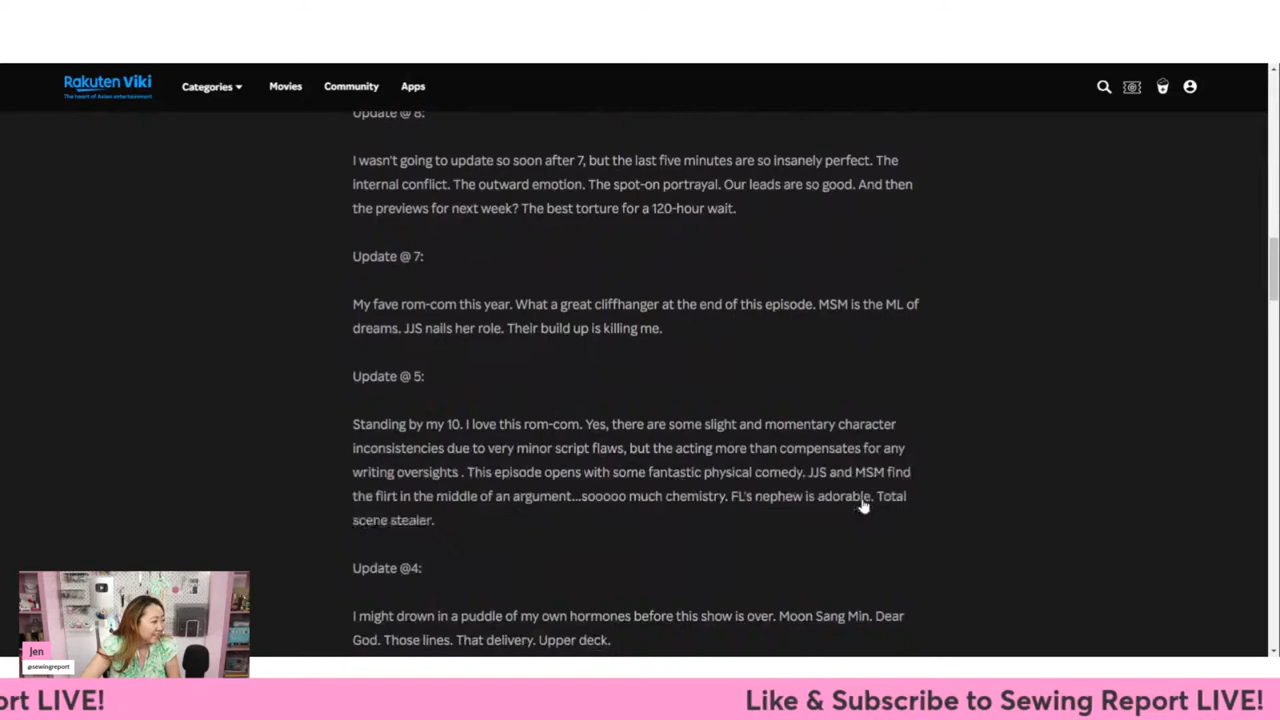 Rakuten Viki
The heart of Asian entertainment
Categories
Movies
Community
Apps
Update @ 8:
I wasn't going to update so soon after 7, but the last five minutes are so insanely perfect. The
internal conflict. The outward emotion. The spot-on portrayal. Our leads are so good. And then
the previews for next week? The best torture for a 120-hour wait.
Update @ 7:
My fave rom-com this year. What a great cliffhanger at the end of this episode. MSM is the ML of
dreams. JJS nails her role. Their build up is killing me.
Update @ 5:
Standing by my 10. I love this rom-com. Yes, there are some slight and momentary character
inconsistencies due to very minor script flaws, but the acting more than compensates for any
writing oversights . This episode opens with some fantastic physical comedy. JJS and MSM find
the flirt in the middle of an argument...sooooo much chemistry. FL's nephew is adorable. Total
scene stealer.
Update @4:
I might drown in a puddle of my own hormones before this show is over. Moon Sang Min. Dear
God. Those lines. That delivery. Upper deck.
Jen
@sewingreport
ort LIVE!
Like & Subscribe to Sewing Report LIVE!